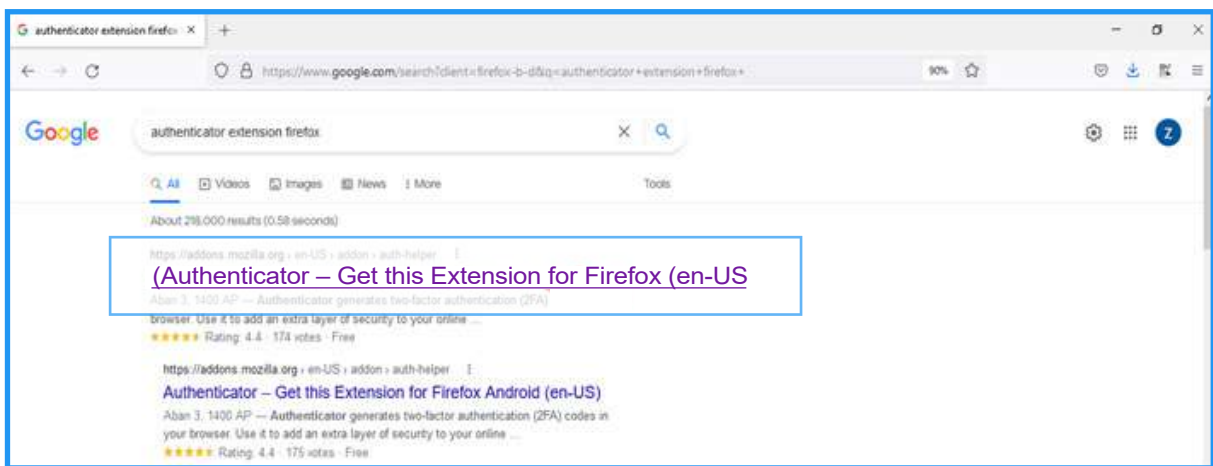 authenticator extension firefox
https://www.google.com/search?client=firefox-b-d&q=authenticator+extension+firefox+
90%
Google
authenticator extension firefox
Z
All Videos Images News More Tools
About 218,000 results (0.58 seconds)
https://addons.mozilla.org › en-US › addon › auth-helper
(Authenticator – Get this Extension for Firefox (en-US
Aban 3, 1400 AP — Authenticator generates two-factor authentication (2FA)
browser. Use it to add an extra layer of security to your online ...
Rating: 4.4 · 174 votes · Free
https://addons.mozilla.org › en-US › addon › auth-helper
Authenticator – Get this Extension for Firefox Android (en-US)
Aban 3, 1400 AP — Authenticator generates two-factor authentication (2FA) codes in
your browser. Use it to add an extra layer of security to your online ...
Rating: 4.4 · 175 votes · Free